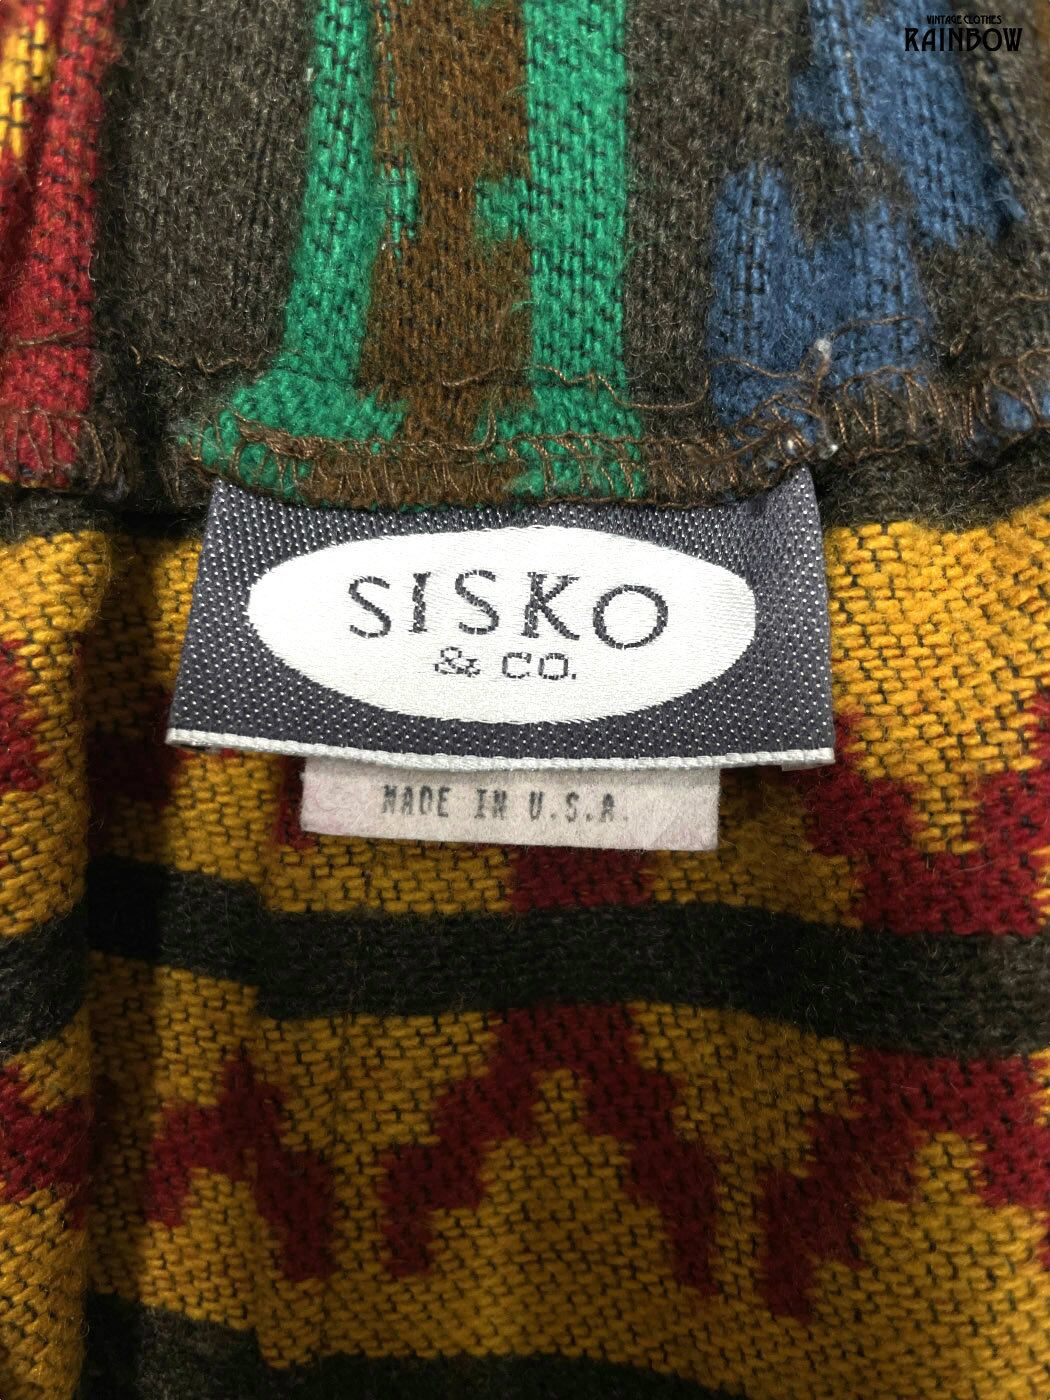 VINTAGE CLOTHES
RAINBOW
SISKO
& CO.
MADE IN U.S.A.